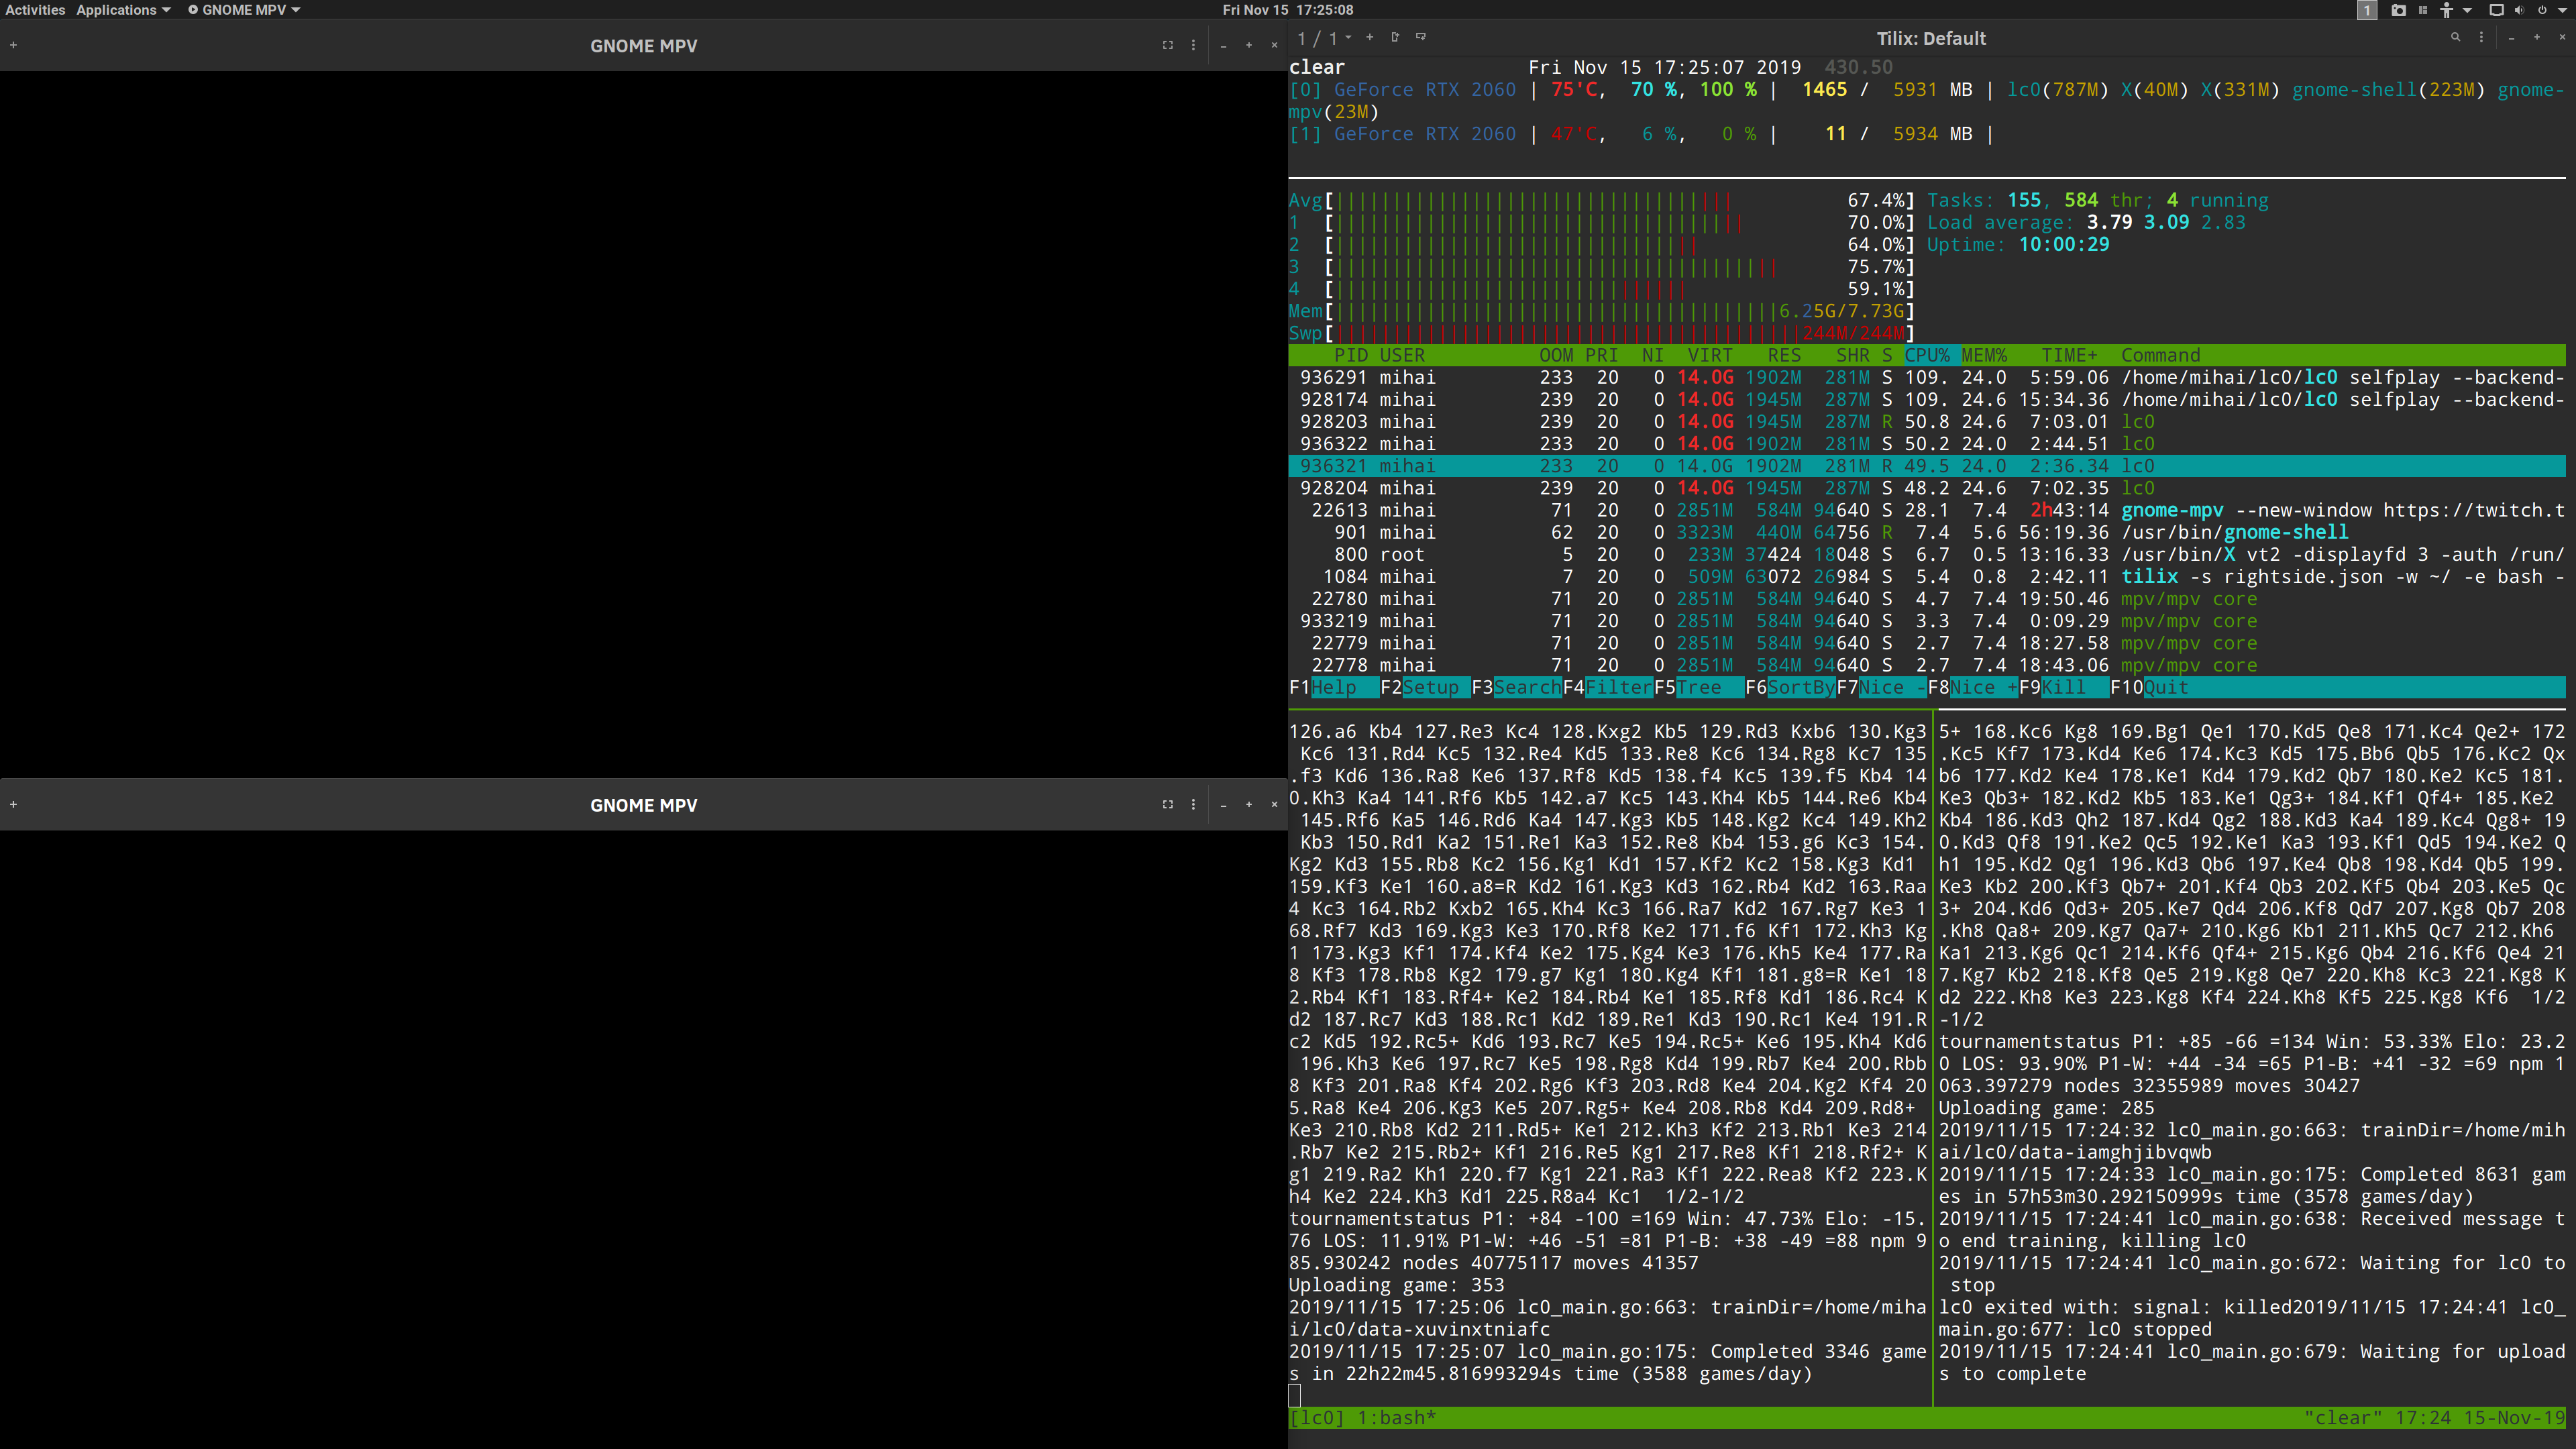 Activities Applications GNOME MPV Fri Nov 15 17:25:08 1
GNOME MPV
GNOME MPV
1 / 1 Tilix: Default
clear Fri Nov 15 17:25:07 2019 430.50
[0] GeForce RTX 2060 | 75'C, 70 %, 100 % | 1465 / 5931 MB | lc0(787M) X(40M) X(331M) gnome-shell(223M) gnome-
mpv(23M)
[1] GeForce RTX 2060 | 47'C, 6 %, 0 % | 11 / 5934 MB |
Avg[ 67.4%] Tasks: 155, 584 thr; 4 running
1 [ 70.0%] Load average: 3.79 3.09 2.83
2 [ 64.0%] Uptime: 10:00:29
3 [ 75.7%]
4 [ 59.1%]
Mem[ 6.25G/7.73G]
Swp[ 244M/244M]
PID USER OOM PRI NI VIRT RES SHR S CPU% MEM% TIME+ Command
936291 mihai 233 20 0 14.0G 1902M 281M S 109. 24.0 5:59.06 /home/mihai/lc0/lc0 selfplay --backend-
928174 mihai 239 20 0 14.0G 1945M 287M S 109. 24.6 15:34.36 /home/mihai/lc0/lc0 selfplay --backend-
928203 mihai 239 20 0 14.0G 1945M 287M R 50.8 24.6 7:03.01 lc0
936322 mihai 233 20 0 14.0G 1902M 281M S 50.2 24.0 2:44.51 lc0
936321 mihai 233 20 0 14.0G 1902M 281M R 49.5 24.0 2:36.34 lc0
928204 mihai 239 20 0 14.0G 1945M 287M S 48.2 24.6 7:02.35 lc0
22613 mihai 71 20 0 2851M 584M 94640 S 28.1 7.4 2h43:14 gnome-mpv --new-window https://twitch.t
901 mihai 62 20 0 3323M 440M 64756 R 7.4 5.6 56:19.36 /usr/bin/gnome-shell
800 root 5 20 0 233M 37424 18048 S 6.7 0.5 13:16.33 /usr/bin/X vt2 -displayfd 3 -auth /run/
1084 mihai 7 20 0 509M 63072 26984 S 5.4 0.8 2:42.11 tilix -s rightside.json -w ~/ -e bash -
22780 mihai 71 20 0 2851M 584M 94640 S 4.7 7.4 19:50.46 mpv/mpv core
933219 mihai 71 20 0 2851M 584M 94640 S 3.3 7.4 0:09.29 mpv/mpv core
22779 mihai 71 20 0 2851M 584M 94640 S 2.7 7.4 18:27.58 mpv/mpv core
22778 mihai 71 20 0 2851M 584M 94640 S 2.7 7.4 18:43.06 mpv/mpv core
F1Help F2Setup F3SearchF4FilterF5Tree F6SortByF7Nice -F8Nice +F9Kill F10Quit
126.a6 Kb4 127.Re3 Kc4 128.Kxg2 Kb5 129.Rd3 Kxb6 130.Kg3
Kc6 131.Rd4 Kc5 132.Re4 Kd5 133.Re8 Kc6 134.Rg8 Kc7 135
.f3 Kd6 136.Ra8 Ke6 137.Rf8 Kd5 138.f4 Kc5 139.f5 Kb4 14
0.Kh3 Ka4 141.Rf6 Kb5 142.a7 Kc5 143.Kh4 Kb5 144.Re6 Kb4
145.Rf6 Ka5 146.Rd6 Ka4 147.Kg3 Kb5 148.Kg2 Kc4 149.Kh2
Kb3 150.Rd1 Ka2 151.Re1 Ka3 152.Re8 Kb4 153.g6 Kc3 154.
Kg2 Kd3 155.Rb8 Kc2 156.Kg1 Kd1 157.Kf2 Kc2 158.Kg3 Kd1
159.Kf3 Ke1 160.a8=R Kd2 161.Kg3 Kd3 162.Rb4 Kd2 163.Raa
4 Kc3 164.Rb2 Kxb2 165.Kh4 Kc3 166.Ra7 Kd2 167.Rg7 Ke3 1
68.Rf7 Kd3 169.Kg3 Ke3 170.Rf8 Ke2 171.f6 Kf1 172.Kh3 Kg
1 173.Kg3 Kf1 174.Kf4 Ke2 175.Kg4 Ke3 176.Kh5 Ke4 177.Ra
8 Kf3 178.Rb8 Kg2 179.g7 Kg1 180.Kg4 Kf1 181.g8=R Ke1 18
2.Rb4 Kf1 183.Rf4+ Ke2 184.Rb4 Ke1 185.Rf8 Kd1 186.Rc4 K
d2 187.Rc7 Kd3 188.Rc1 Kd2 189.Re1 Kd3 190.Rc1 Ke4 191.R
c2 Kd5 192.Rc5+ Kd6 193.Rc7 Ke5 194.Rc5+ Ke6 195.Kh4 Kd6
196.Kh3 Ke6 197.Rc7 Ke5 198.Rg8 Kd4 199.Rb7 Ke4 200.Rbb
8 Kf3 201.Ra8 Kf4 202.Rg6 Kf3 203.Rd8 Ke4 204.Kg2 Kf4 20
5.Ra8 Ke4 206.Kg3 Ke5 207.Rg5+ Ke4 208.Rb8 Kd4 209.Rd8+
Ke3 210.Rb8 Kd2 211.Rd5+ Ke1 212.Kh3 Kf2 213.Rb1 Ke3 214
.Rb7 Ke2 215.Rb2+ Kf1 216.Re5 Kg1 217.Re8 Kf1 218.Rf2+ K
g1 219.Ra2 Kh1 220.f7 Kg1 221.Ra3 Kf1 222.Rea8 Kf2 223.K
h4 Ke2 224.Kh3 Kd1 225.R8a4 Kc1 1/2-1/2
tournamentstatus P1: +84 -100 =169 Win: 47.73% Elo: -15.
76 LOS: 11.91% P1-W: +46 -51 =81 P1-B: +38 -49 =88 npm 9
85.930242 nodes 40775117 moves 41357
Uploading game: 353
2019/11/15 17:25:06 lc0_main.go:663: trainDir=/home/miha
i/lc0/data-xuvinxtniafc
2019/11/15 17:25:07 lc0_main.go:175: Completed 3346 game
s in 22h22m45.816993294s time (3588 games/day)
5+ 168.Kc6 Kg8 169.Bg1 Qe1 170.Kd5 Qe8 171.Kc4 Qe2+ 172
.Kc5 Kf7 173.Kd4 Ke6 174.Kc3 Kd5 175.Bb6 Qb5 176.Kc2 Qx
b6 177.Kd2 Ke4 178.Ke1 Kd4 179.Kd2 Qb7 180.Ke2 Kc5 181.
Ke3 Qb3+ 182.Kd2 Kb5 183.Ke1 Qg3+ 184.Kf1 Qf4+ 185.Ke2
Kb4 186.Kd3 Qh2 187.Kd4 Qg2 188.Kd3 Ka4 189.Kc4 Qg8+ 19
0.Kd3 Qf8 191.Ke2 Qc5 192.Ke1 Ka3 193.Kf1 Qd5 194.Ke2 Q
h1 195.Kd2 Qg1 196.Kd3 Qb6 197.Ke4 Qb8 198.Kd4 Qb5 199.
Ke3 Kb2 200.Kf3 Qb7+ 201.Kf4 Qb3 202.Kf5 Qb4 203.Ke5 Qc
3+ 204.Kd6 Qd3+ 205.Ke7 Qd4 206.Kf8 Qd7 207.Kg8 Qb7 208
.Kh8 Qa8+ 209.Kg7 Qa7+ 210.Kg6 Kb1 211.Kh5 Qc7 212.Kh6
Ka1 213.Kg6 Qc1 214.Kf6 Qf4+ 215.Kg6 Qb4 216.Kf6 Qe4 21
7.Kg7 Kb2 218.Kf8 Qe5 219.Kg8 Qe7 220.Kh8 Kc3 221.Kg8 K
d2 222.Kh8 Ke3 223.Kg8 Kf4 224.Kh8 Kf5 225.Kg8 Kf6 1/2
-1/2
tournamentstatus P1: +85 -66 =134 Win: 53.33% Elo: 23.2
0 LOS: 93.90% P1-W: +44 -34 =65 P1-B: +41 -32 =69 npm 1
063.397279 nodes 32355989 moves 30427
Uploading game: 285
2019/11/15 17:24:32 lc0_main.go:663: trainDir=/home/mih
ai/lc0/data-iamghjibvqwb
2019/11/15 17:24:33 lc0_main.go:175: Completed 8631 gam
es in 57h53m30.292150999s time (3578 games/day)
2019/11/15 17:24:41 lc0_main.go:638: Received message t
o end training, killing lc0
2019/11/15 17:24:41 lc0_main.go:672: Waiting for lc0 to
stop
lc0 exited with: signal: killed2019/11/15 17:24:41 lc0_
main.go:677: lc0 stopped
2019/11/15 17:24:41 lc0_main.go:679: Waiting for upload
s to complete
[lc0] 1:bash* "clear" 17:24 15-Nov-19